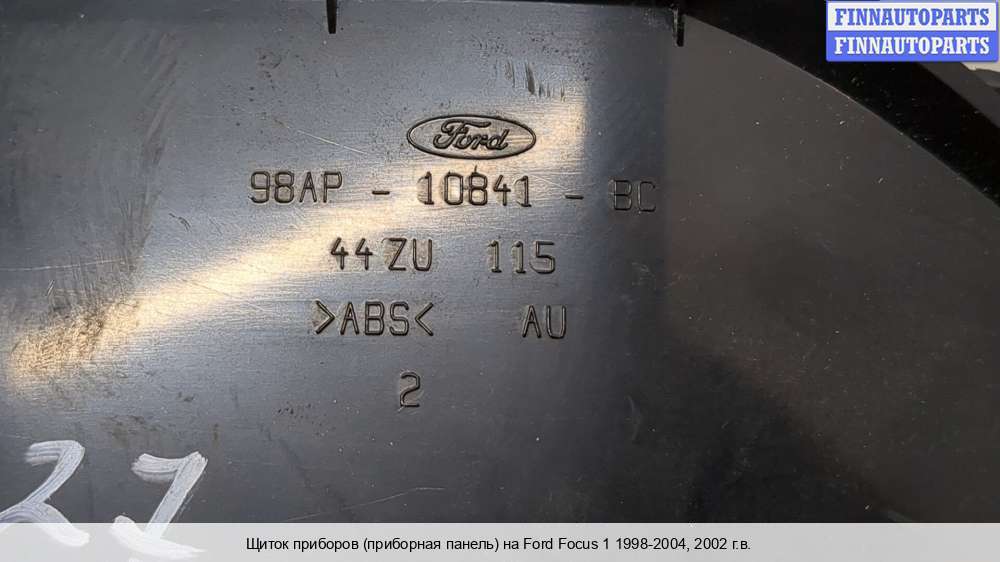 FINNAUTOPARTS
FINNAUTOPARTS
Ford
98AP - 10841 - BC
44ZU 115
>ABS< AU
2
Щиток приборов (приборная панель) на Ford Focus 1 1998-2004, 2002 г.в.